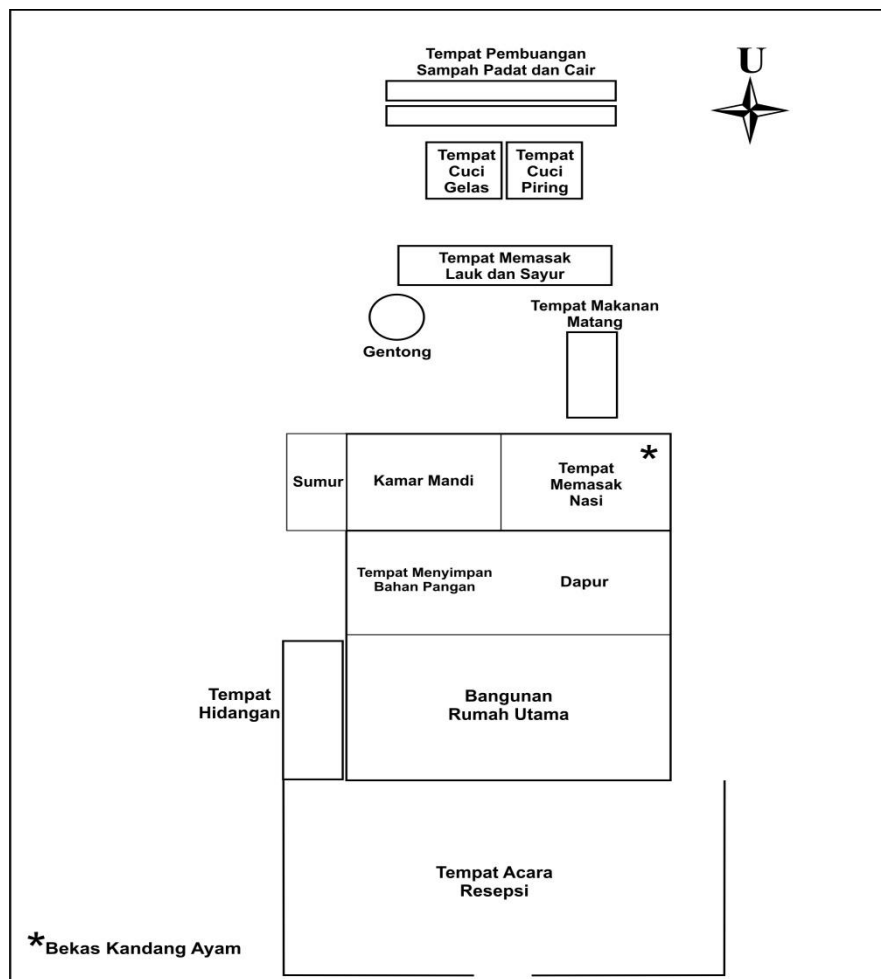 Tempat Pembuangan
Sampah Padat dan Cair
U
Tempat
Cuci
Gelas
Tempat
Cuci
Piring
Tempat Memasak
Lauk dan Sayur
Tempat Makanan
Matang
Gentong
Sumur
Kamar Mandi
Tempat
Memasak
Nasi
*
Tempat Menyimpan
Bahan Pangan
Dapur
Tempat
Hidangan
Bangunan
Rumah Utama
Tempat Acara
Resepsi
*Bekas Kandang Ayam